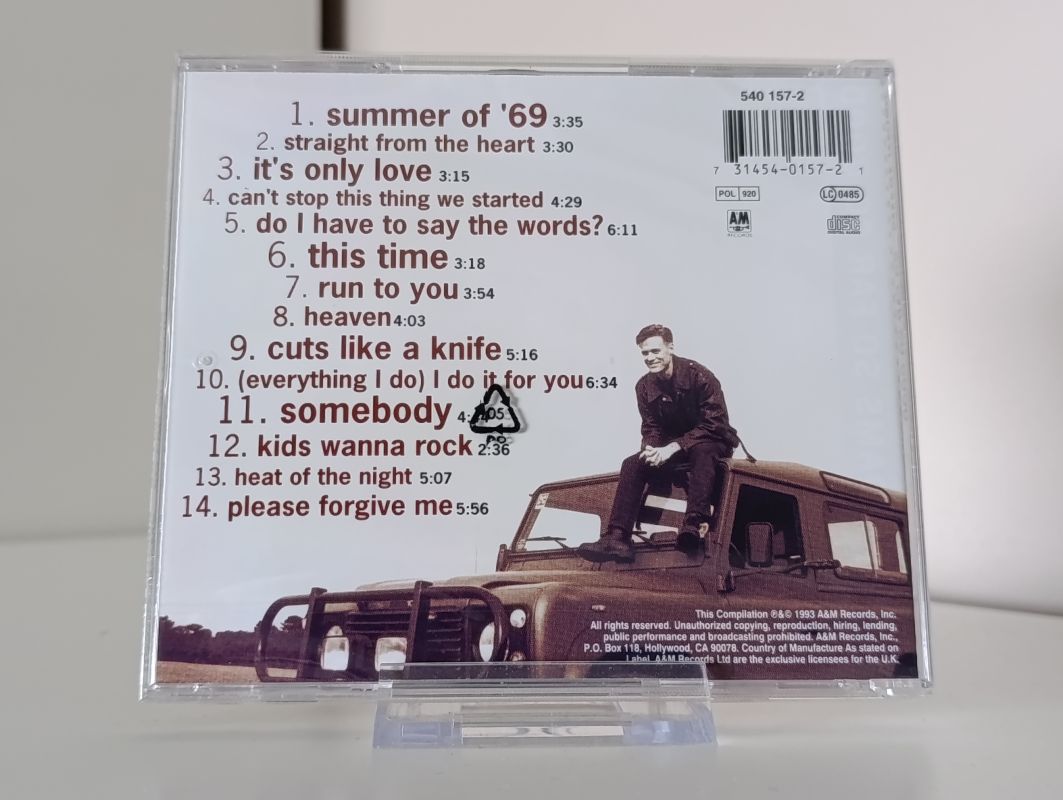 1. summer of '69 3:35
2. straight from the heart 3:30
3. it's only love 3:15
4. can't stop this thing we started 4:29
5. do I have to say the words? 6:11
6. this time 3:18
7. run to you 3:54
8. heaven 4:03
9. cuts like a knife 5:16
10. (everything I do) I do it for you 6:34
11. somebody
05
12. kids wanna rock 2:36
13. heat of the night 5:07
14. please forgive me 5:56
540 157-2
7 31454-0157-2 1
POL 920
LC 0485
A&M
RECORDS
COMPACT
disc
DIGITAL AUDIO
This Compilation ℗&© 1993 A&M Records, Inc.
All rights reserved. Unauthorized copying, reproduction, hiring, lending,
public performance and broadcasting prohibited. A&M Records, Inc.,
P.O. Box 118, Hollywood, CA 90078. Country of Manufacture As stated on
Label. A&M Records Ltd are the exclusive licensees for the U.K.